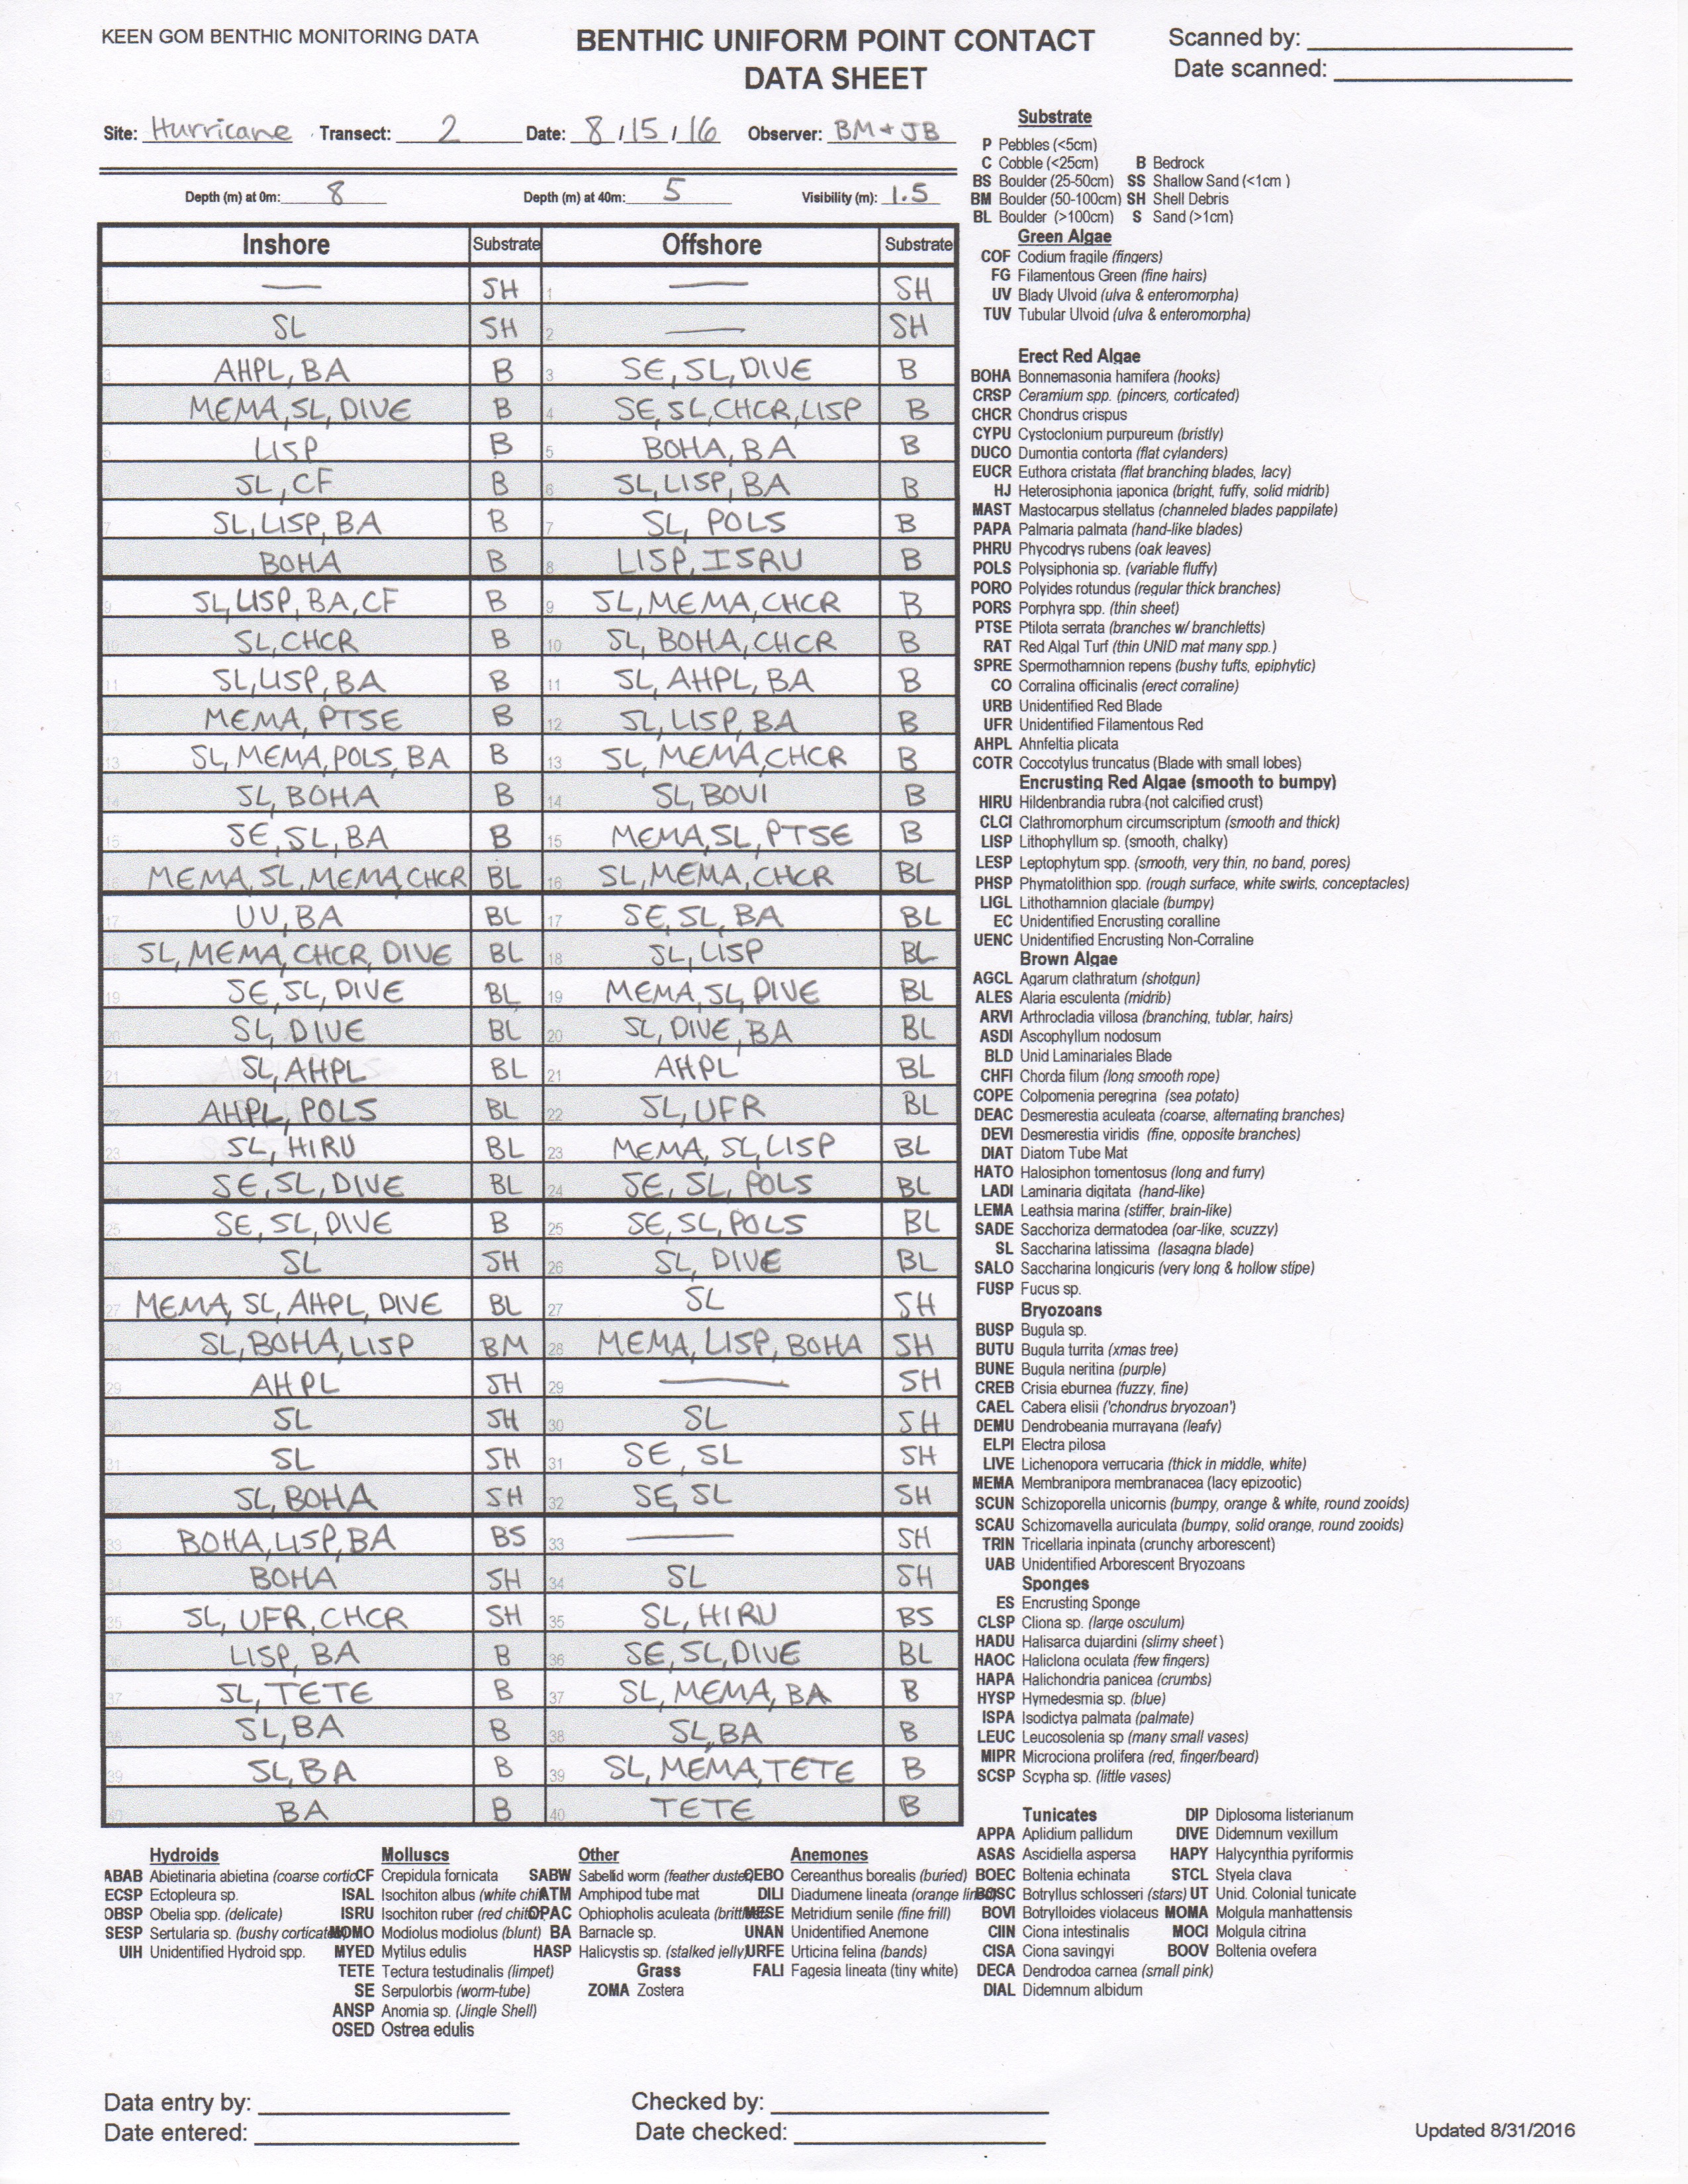 KEEN GOM BENTHIC MONITORING DATA
BENTHIC UNIFORM POINT CONTACT
DATA SHEET
Scanned by:
Date scanned:
Site: Hurricane Transect: 2 Date: 8/15/16 Observer: BM + JB
Depth (m) at 0m: 8 Depth (m) at 40m: 5 Visibility (m): 1.5
Inshore Substrate Offshore Substrate
1 — SH 1 — SH
2 SL SH 2 — SH
3 AHPL, BA B 3 SE, SL, DIVE B
4 MEMA, SL, DIVE B 4 SE, SL, CHCR, LISP B
5 LISP B 5 BOHA, BA B
6 SL, CF B 6 SL, LISP, BA B
7 SL, LISP, BA B 7 SL, POLS B
8 BOHA B 8 LISP, ISRU B
9 SL, LISP, BA, CF B 9 SL, MEMA, CHCR B
10 SL, CHCR B 10 SL, BOHA, CHCR B
11 SL, LISP, BA B 11 SL, AHPL, BA B
12 MEMA, PTSE B 12 SL, LISP, BA B
13 SL, MEMA, POLS, BA B 13 SL, MEMA, CHCR B
14 SL, BOHA B 14 SL, BOVI B
15 SE, SL, BA B 15 MEMA, SL, PTSE B
16 MEMA, SL, MEMA, CHCR BL 16 SL, MEMA, CHCR BL
17 UV, BA BL 17 SE, SL, BA BL
18 SL, MEMA, CHCR, DIVE BL 18 SL, LISP BL
19 SE, SL, DIVE BL 19 MEMA, SL, DIVE BL
20 SL, DIVE BL 20 SL, DIVE, BA BL
21 SL, AHPL BL 21 AHPL BL
22 AHPL, POLS BL 22 SL, UFR BL
23 SL, HIRU BL 23 MEMA, SL, LISP BL
24 SE, SL, DIVE BL 24 SE, SL, POLS BL
25 SE, SL, DIVE B 25 SE, SL, POLS BL
26 SL SH 26 SL, DIVE BL
27 MEMA, SL, AHPL, DIVE BL 27 SL SH
28 SL, BOHA, LISP BM 28 MEMA, LISP, BOHA SH
29 AHPL SH 29 — SH
30 SL SH 30 SL SH
31 SL SH 31 SE, SL SH
32 SL, BOHA SH 32 SE, SL SH
33 BOHA, LISP, BA BS 33 — SH
34 BOHA SH 34 SL SH
35 SL, UFR, CHCR SH 35 SL, HIRU BS
36 LISP, BA B 36 SE, SL, DIVE BL
37 SL, TETE B 37 SL, MEMA, BA B
38 SL, BA B 38 SL, BA B
39 SL, BA B 39 SL, MEMA, TETE B
40 BA B 40 TETE B
Substrate
P Pebbles (<5cm)
C Cobble (<25cm) B Bedrock
BS Boulder (25-50cm) SS Shallow Sand (<1cm )
BM Boulder (50-100cm) SH Shell Debris
BL Boulder (>100cm) S Sand (>1cm)
Green Algae
COF Codium fragile (fingers)
FG Filamentous Green (fine hairs)
UV Blady Ulvoid (ulva & enteromorpha)
TUV Tubular Ulvoid (ulva & enteromorpha)
Erect Red Algae
BOHA Bonnemasonia hamifera (hooks)
CRSP Ceramium spp. (pincers, corticated)
CHCR Chondrus crispus
CYPU Cystoclonium purpureum (bristly)
DUCO Dumontia contorta (flat cylanders)
EUCR Euthora cristata (flat branching blades, lacy)
HJ Heterosiphonia japonica (bright, fuffy, solid midrib)
MAST Mastocarpus stellatus (channeled blades pappilate)
PAPA Palmaria palmata (hand-like blades)
PHRU Phycodrys rubens (oak leaves)
POLS Polysiphonia sp. (variable fluffy)
PORO Polyides rotundus (regular thick branches)
PORS Porphyra spp. (thin sheet)
PTSE Ptilota serrata (branches w/ branchletts)
RAT Red Algal Turf (thin UNID mat many spp.)
SPRE Spermothamnion repens (bushy tufts, epiphytic)
CO Corralina officinalis (erect corraline)
URB Unidentified Red Blade
UFR Unidentified Filamentous Red
AHPL Ahnfeltia plicata
COTR Coccotylus truncatus (Blade with small lobes)
Encrusting Red Algae (smooth to bumpy)
HIRU Hildenbrandia rubra (not calcified crust)
CLCI Clathromorphum circumscriptum (smooth and thick)
LISP Lithophyllum sp. (smooth, chalky)
LESP Leptophytum spp. (smooth, very thin, no band, pores)
PHSP Phymatolithion spp. (rough surface, white swirls, conceptacles)
LIGL Lithothamnion glaciale (bumpy)
EC Unidentified Encrusting coralline
UENC Unidentified Encrusting Non-Corraline
Brown Algae
AGCL Agarum clathratum (shotgun)
ALES Alaria esculenta (midrib)
ARVI Arthrocladia villosa (branching, tublar, hairs)
ASDI Ascophyllum nodosum
BLD Unid Laminariales Blade
CHFI Chorda filum (long smooth rope)
COPE Colpomenia peregrina (sea potato)
DEAC Desmerestia aculeata (coarse, alternating branches)
DEVI Desmerestia viridis (fine, opposite branches)
DIAT Diatom Tube Mat
HATO Halosiphon tomentosus (long and furry)
LADI Laminaria digitata (hand-like)
LEMA Leathsia marina (stiffer, brain-like)
SADE Sacchoriza dermatodea (oar-like, scuzzy)
SL Saccharina latissima (lasagna blade)
SALO Saccharina longicuris (very long & hollow stipe)
FUSP Fucus sp.
Bryozoans
BUSP Bugula sp.
BUTU Bugula turrita (xmas tree)
BUNE Bugula neritina (purple)
CREB Crisia eburnea (fuzzy, fine)
CAEL Cabera elisii ('chondrus bryozoan')
DEMU Dendrobeania murrayana (leafy)
ELPI Electra pilosa
LIVE Lichenopora verrucaria (thick in middle, white)
MEMA Membranipora membranacea (lacy epizootic)
SCUN Schizoporella unicornis (bumpy, orange & white, round zooids)
SCAU Schizomavella auriculata (bumpy, solid orange, round zooids)
TRIN Tricellaria inpinata (crunchy arborescent)
UAB Unidentified Arborescent Bryozoans
Sponges
ES Encrusting Sponge
CLSP Cliona sp. (large osculum)
HADU Halisarca dujardini (slimy sheet )
HAOC Haliclona oculata (few fingers)
HAPA Halichondria panicea (crumbs)
HYSP Hymedesmia sp. (blue)
ISPA Isodictya palmata (palmate)
LEUC Leucosolenia sp (many small vases)
MIPR Microciona prolifera (red, finger/beard)
SCSP Scypha sp. (little vases)
Tunicates DIP Diplosoma listerianum
APPA Aplidium pallidum DIVE Didemnum vexillum
ASAS Ascidiella aspersa HAPY Halycynthia pyriformis
BOEC Boltenia echinata STCL Styela clava
BOSC Botryllus schlosseri (stars) UT Unid. Colonial tunicate
BOVI Botrylloides violaceus MOMA Molgula manhattensis
CIIN Ciona intestinalis MOCI Molgula citrina
CISA Ciona savingyi BOOV Boltenia ovefera
DECA Dendrodoa carnea (small pink)
DIAL Didemnum albidum
Hydroids
ABAB Abietinaria abietina (coarse cortic
ECSP Ectopleura sp.
OBSP Obelia spp. (delicate)
SESP Sertularia sp. (bushy corticate
UIH Unidentified Hydroid spp.
Molluscs
CF Crepidula fornicata
ISAL Isochiton albus (white chit
ISRU Isochiton ruber (red chiton
MOMO Modiolus modiolus (blunt)
MYED Mytilus edulis
TETE Tectura testudinalis (limpet)
SE Serpulorbis (worm-tube)
ANSP Anomia sp. (Jingle Shell)
OSED Ostrea edulis
Other
SABW Sabellid worm (feather duster
ATM Amphipod tube mat
OPAC Ophiopholis aculeata (britt
BA Barnacle sp.
HASP Halicystis sp. (stalked jelly)
Grass
ZOMA Zostera
Anemones
CEBO Cereanthus borealis (buried)
DILI Diadumene lineata (orange lin
MESE Metridium senile (fine frill)
UNAN Unidentified Anemone
URFE Urticina felina (bands)
FALI Fagesia lineata (tiny white)
Data entry by: Checked by:
Date entered: Date checked:
Updated 8/31/2016